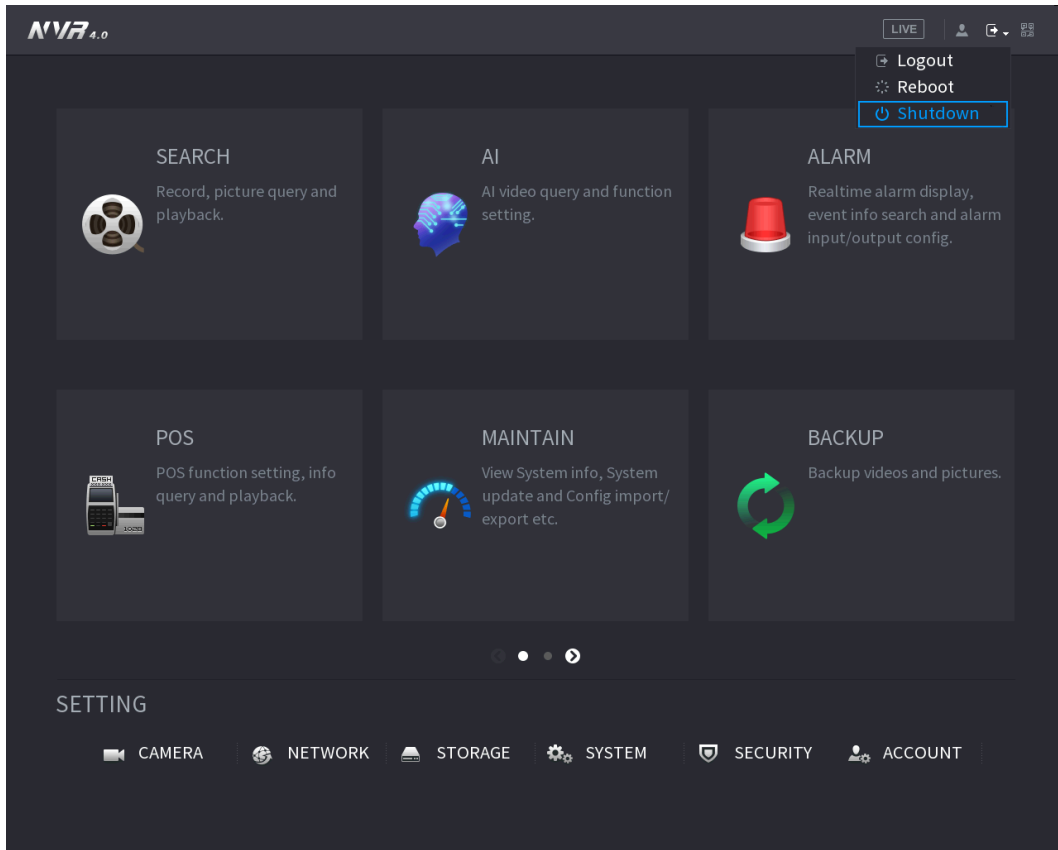 NVR 4.0
LIVE
Logout
Reboot
Shutdown
SEARCH
Record, picture query and
playback.
AI
AI video query and function
setting.
ALARM
Realtime alarm display,
event info search and alarm
input/output config.
POS
POS function setting, info
query and playback.
CASH
1028
MAINTAIN
View System info, System
update and Config import/
export etc.
BACKUP
Backup videos and pictures.
SETTING
CAMERA
NETWORK
STORAGE
SYSTEM
SECURITY
ACCOUNT